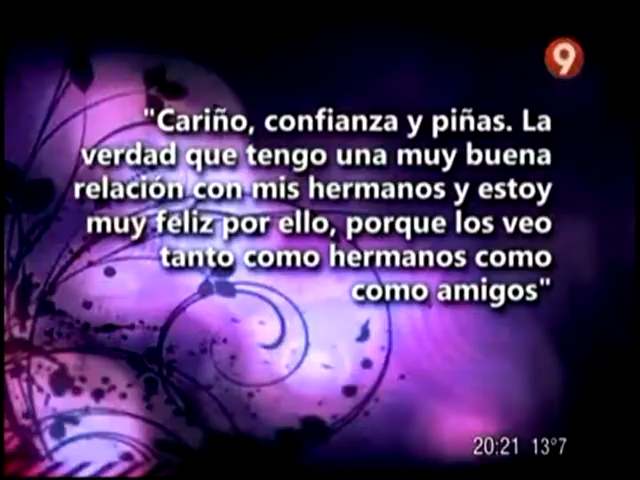 9
"Cariño, confianza y piñas. La
verdad que tengo una muy buena
relación con mis hermanos y estoy
muy feliz por ello, porque los veo
tanto como hermanos como
como amigos"
20:21 13°7